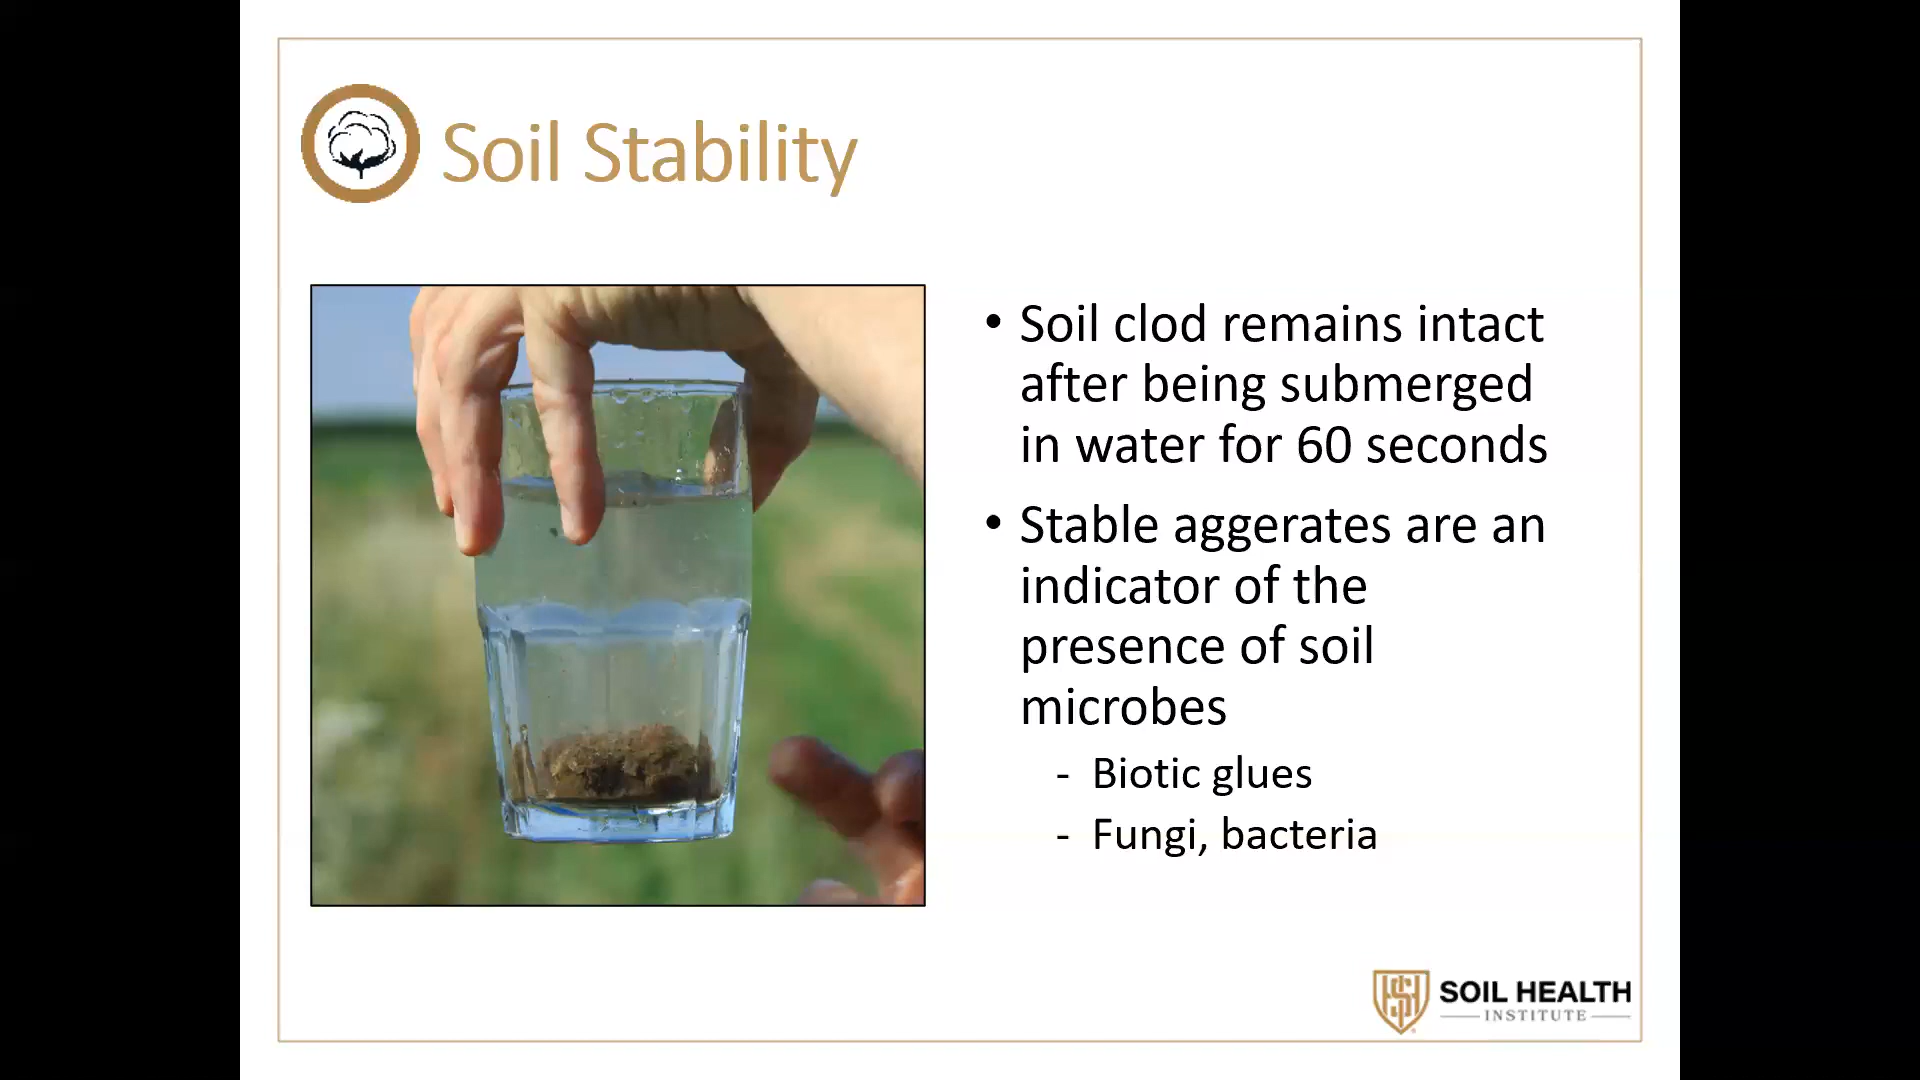 Soil Stability
• Soil clod remains intact
after being submerged
in water for 60 seconds
• Stable aggerates are an
indicator of the
presence of soil
microbes
- Biotic glues
- Fungi, bacteria
SOIL HEALTH
INSTITUTE